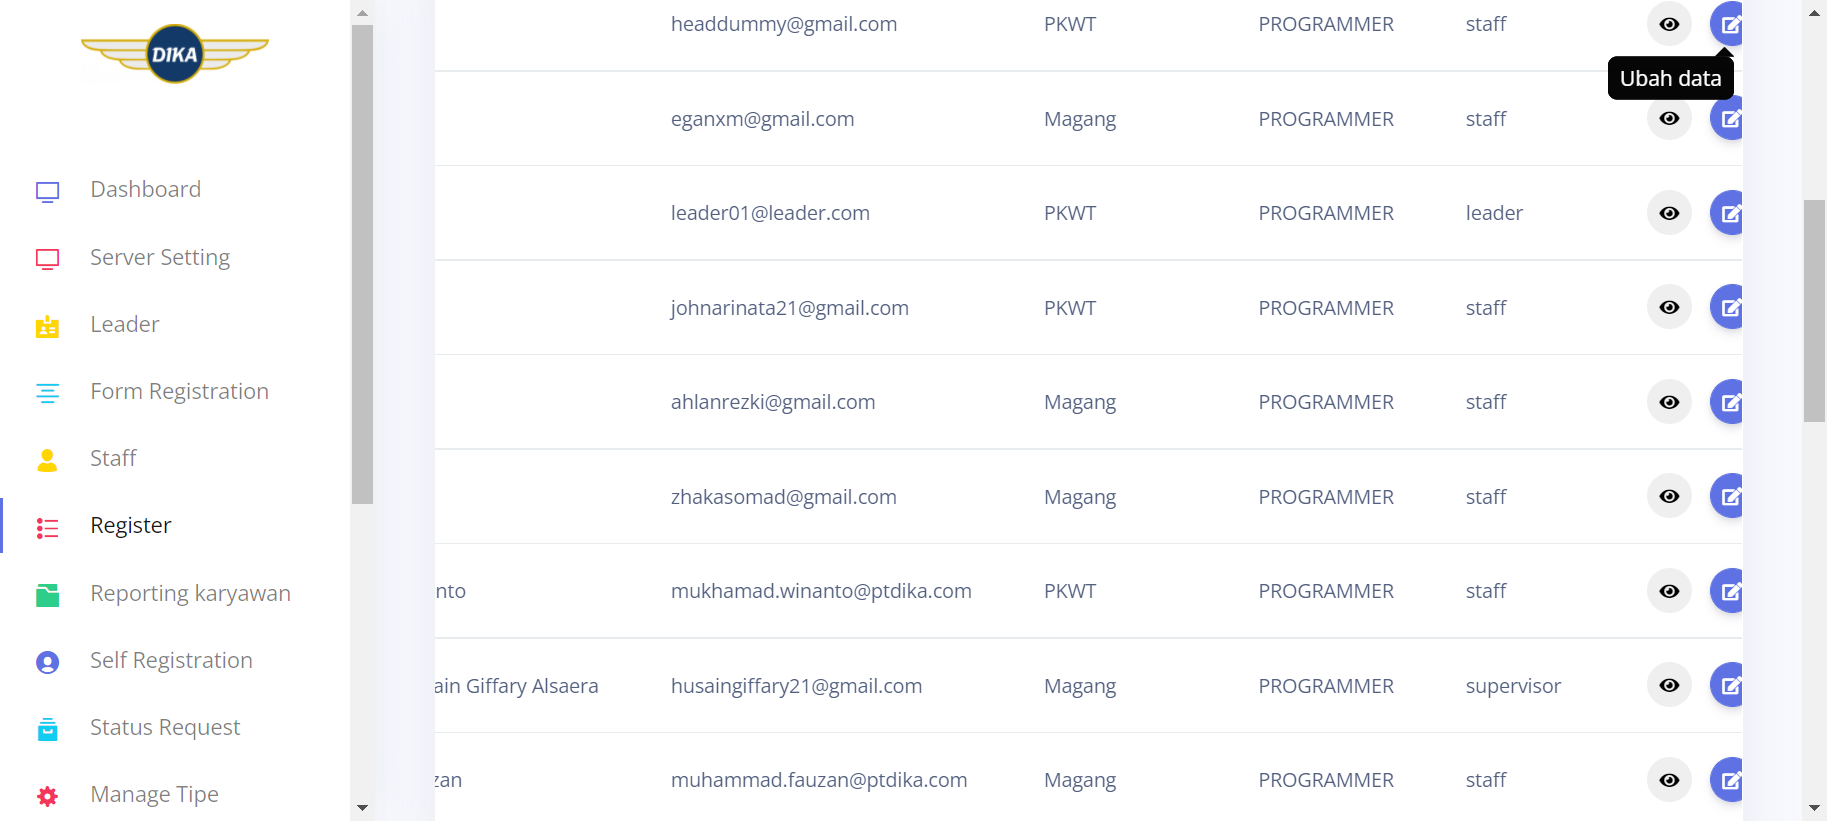 DIKA
Dashboard
Server Setting
Leader
Form Registration
Staff
Register
Reporting karyawan
Self Registration
Status Request
Manage Tipe
headdummy@gmail.com PKWT PROGRAMMER staff
Ubah data
eganxm@gmail.com Magang PROGRAMMER staff
leader01@leader.com PKWT PROGRAMMER leader
johnarinata21@gmail.com PKWT PROGRAMMER staff
ahlanrezki@gmail.com Magang PROGRAMMER staff
zhakasomad@gmail.com Magang PROGRAMMER staff
nto mukhamad.winanto@ptdika.com PKWT PROGRAMMER staff
ain Giffary Alsaera husaingiffary21@gmail.com Magang PROGRAMMER supervisor
zan muhammad.fauzan@ptdika.com Magang PROGRAMMER staff